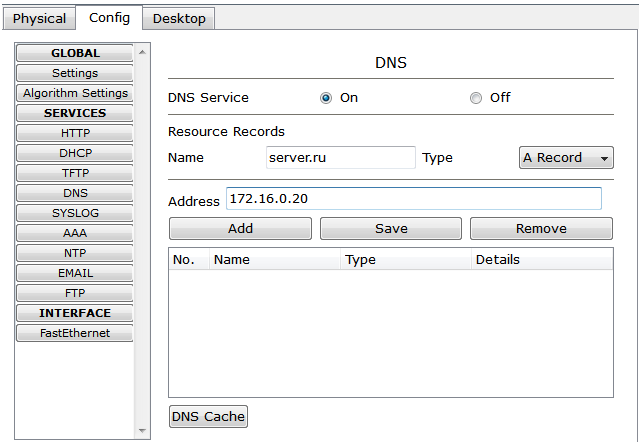 Physical Config Desktop
GLOBAL
Settings
Algorithm Settings
SERVICES
HTTP
DHCP
TFTP
DNS
SYSLOG
AAA
NTP
EMAIL
FTP
INTERFACE
FastEthernet
DNS
DNS Service On Off
Resource Records
Name server.ru Type A Record
Address 172.16.0.20
Add Save Remove
No. Name Type Details
DNS Cache